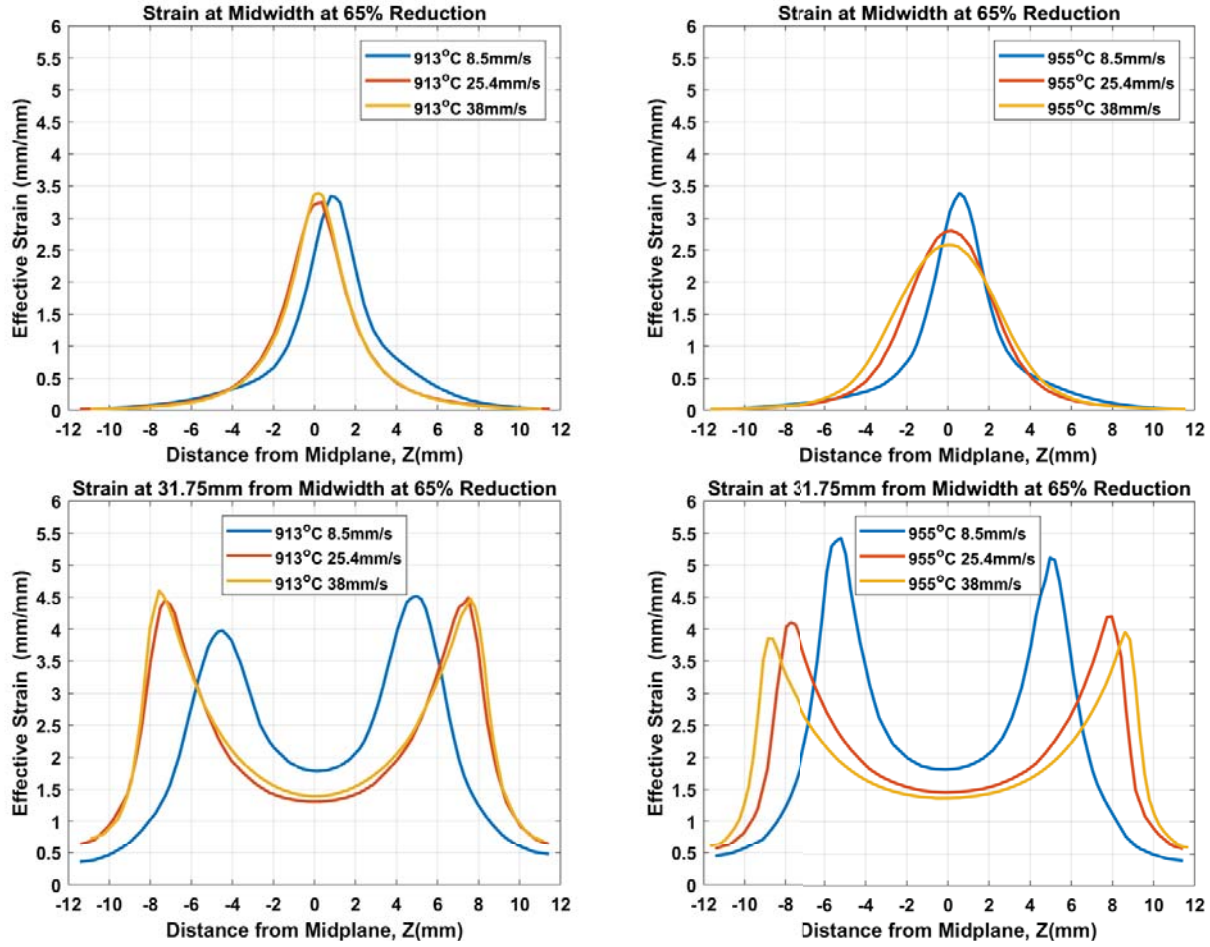 Strain at Midwidth at 65% Reduction
6
5.5
5
4.5
4
3.5
3
2.5
2
1.5
1
0.5
0
Effective Strain (mm/mm)
913°C 8.5mm/s
913°C 25.4mm/s
913°C 38mm/s
-12 -10 -8 -6 -4 -2 0 2 4 6 8 10 12
Distance from Midplane, Z(mm)
Strain at Midwidth at 65% Reduction
6
5.5
5
4.5
4
3.5
3
2.5
2
1.5
1
0.5
0
Effective Strain (mm/mm)
955°C 8.5mm/s
955°C 25.4mm/s
955°C 38mm/s
-12 -10 -8 -6 -4 -2 0 2 4 6 8 10 12
Distance from Midplane, Z(mm)
Strain at 31.75mm from Midwidth at 65% Reduction
6
5.5
5
4.5
4
3.5
3
2.5
2
1.5
1
0.5
0
Effective Strain (mm/mm)
913°C 8.5mm/s
913°C 25.4mm/s
913°C 38mm/s
-12 -10 -8 -6 -4 -2 0 2 4 6 8 10 12
Distance from Midplane, Z(mm)
Strain at 31.75mm from Midwidth at 65% Reduction
6
5.5
5
4.5
4
3.5
3
2.5
2
1.5
1
0.5
0
Effective Strain (mm/mm)
955°C 8.5mm/s
955°C 25.4mm/s
955°C 38mm/s
-12 -10 -8 -6 -4 -2 0 2 4 6 8 10 12
Distance from Midplane, Z(mm)